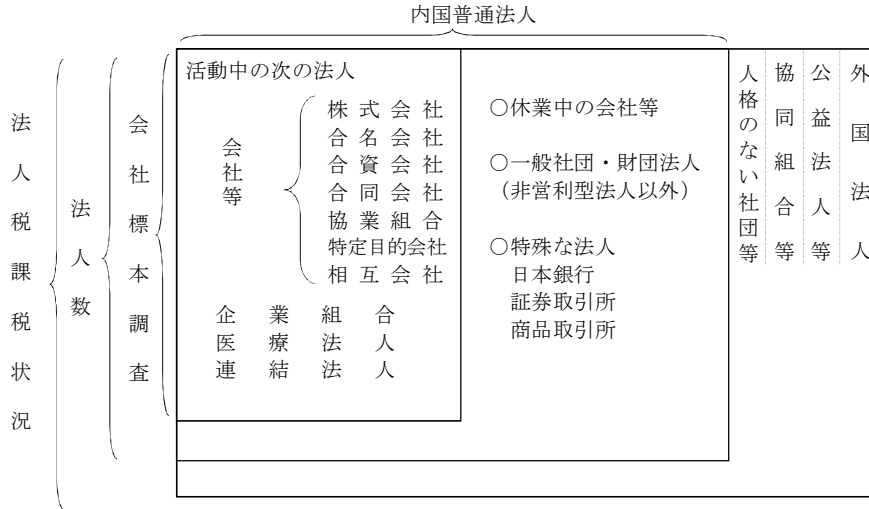 内国普通法人
法人税課税状況
法人数
会社標本調査
活動中の次の法人
会社等
株式会社
合名会社
合資会社
合同会社
協業組合
特定目的会社
相互会社
企業組合
医療法人
連結法人
○休業中の会社等
○一般社団・財団法人
(非営利型法人以外)
○特殊な法人
日本銀行
証券取引所
商品取引所
人格のない社団等
協同組合等
公益法人等
外国法人